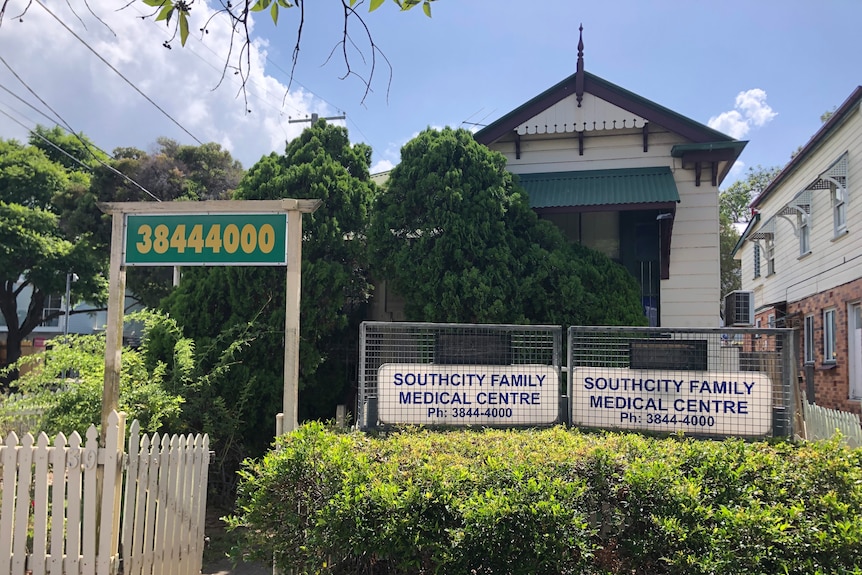 38444000
SOUTHCITY FAMILY
MEDICAL CENTRE
Ph: 3844-4000
SOUTHCITY FAMILY
MEDICAL CENTRE
Ph: 3844-4000